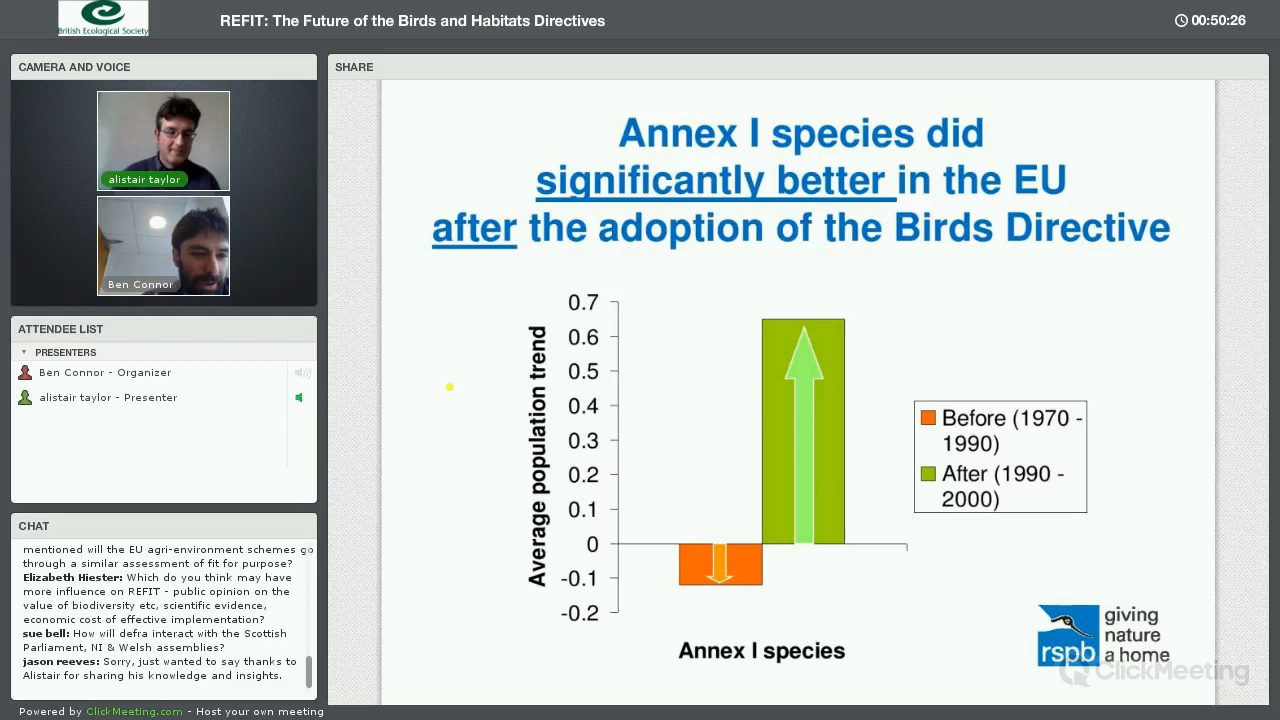 British Ecological Society
REFIT: The Future of the Birds and Habitats Directives
00:50:26
CAMERA AND VOICE
alistair taylor
Ben Connor
ATTENDEE LIST
PRESENTERS
Ben Connor - Organizer
alistair taylor - Presenter
CHAT
mentioned will the EU agri-environment schemes go
through a similar assessment of fit for purpose?
Elizabeth Hiester: Which do you think may have
more influence on REFIT - public opinion on the
value of biodiversity etc, scientific evidence,
economic cost of effective implementation?
sue bell: How will defra interact with the Scottish
Parliament, NI & Welsh assemblies?
jason reeves: Sorry, just wanted to say thanks to
Alistair for sharing his knowledge and insights.
Powered by ClickMeeting.com - Host your own meeting
SHARE
Annex I species did
significantly better in the EU
after the adoption of the Birds Directive
Average population trend
0.7
0.6
0.5
0.4
0.3
0.2
0.1
0
-0.1
-0.2
Annex I species
Before (1970 -
1990)
After (1990 -
2000)
rspb
giving
nature
a home
ClickMeeting